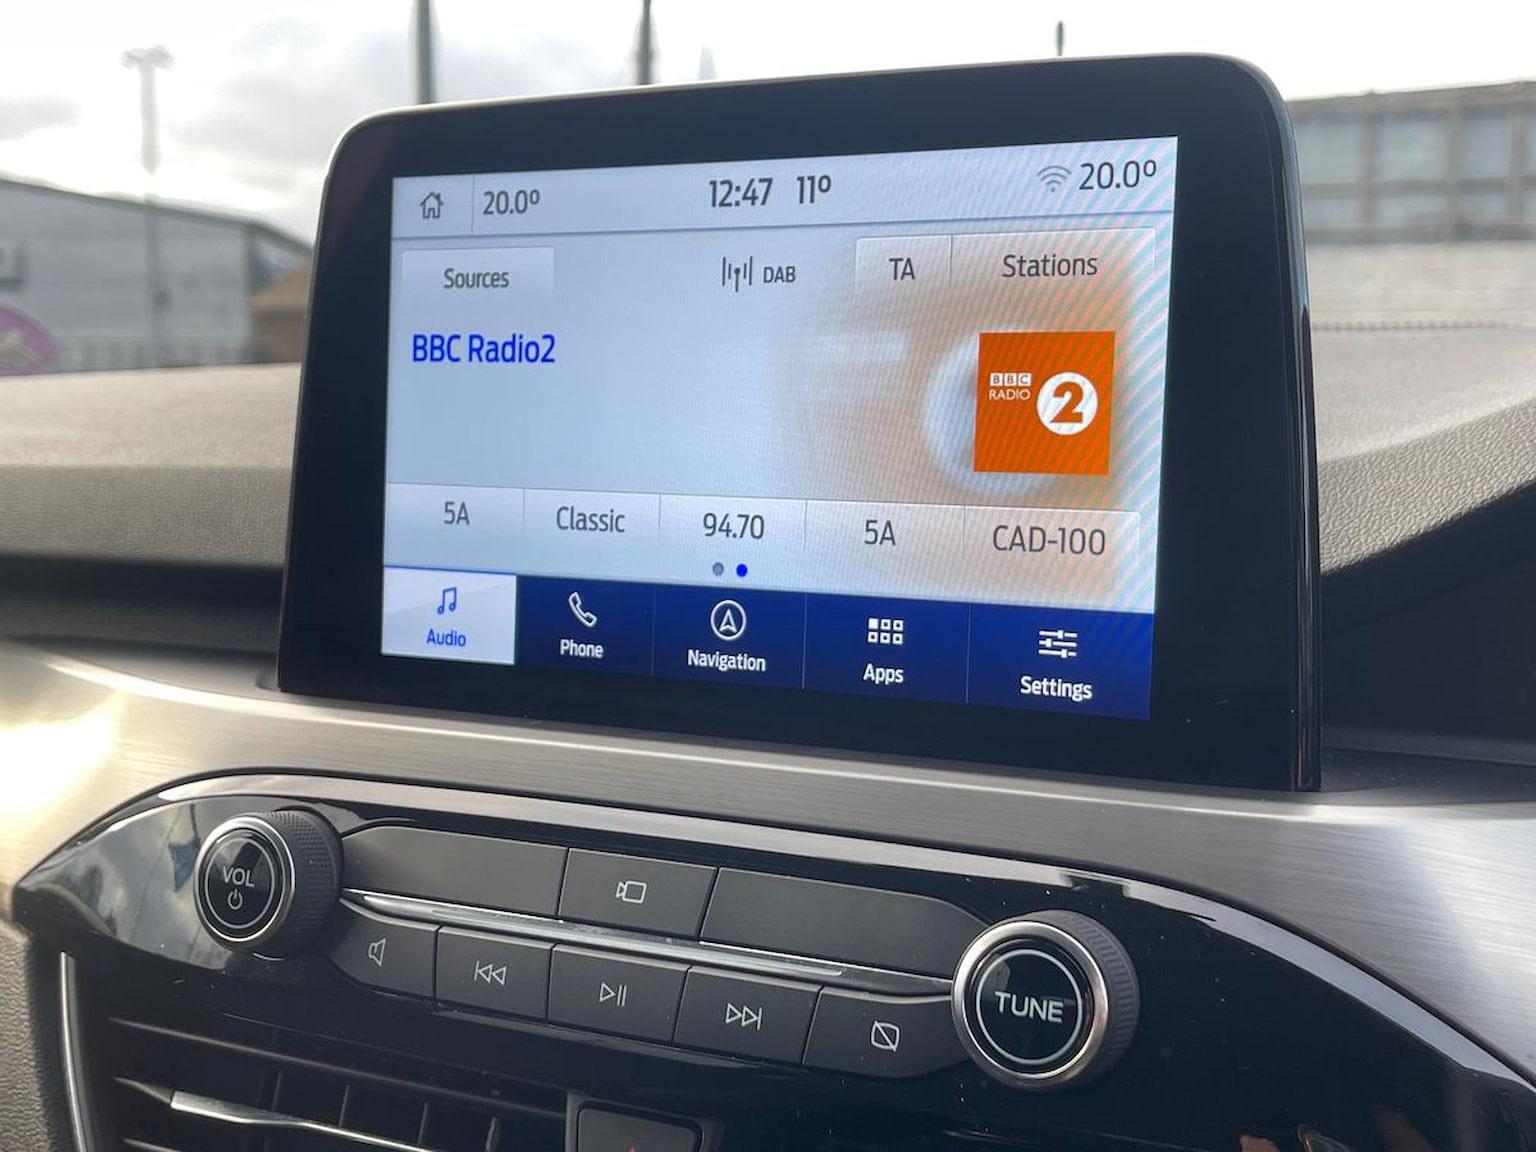 20.0° 12:47 11° 20.0°
Sources DAB TA Stations
BBC Radio2
BBC
RADIO 2
5A Classic 94.70 5A CAD-100
Audio Phone Navigation Apps Settings
VOL
TUNE